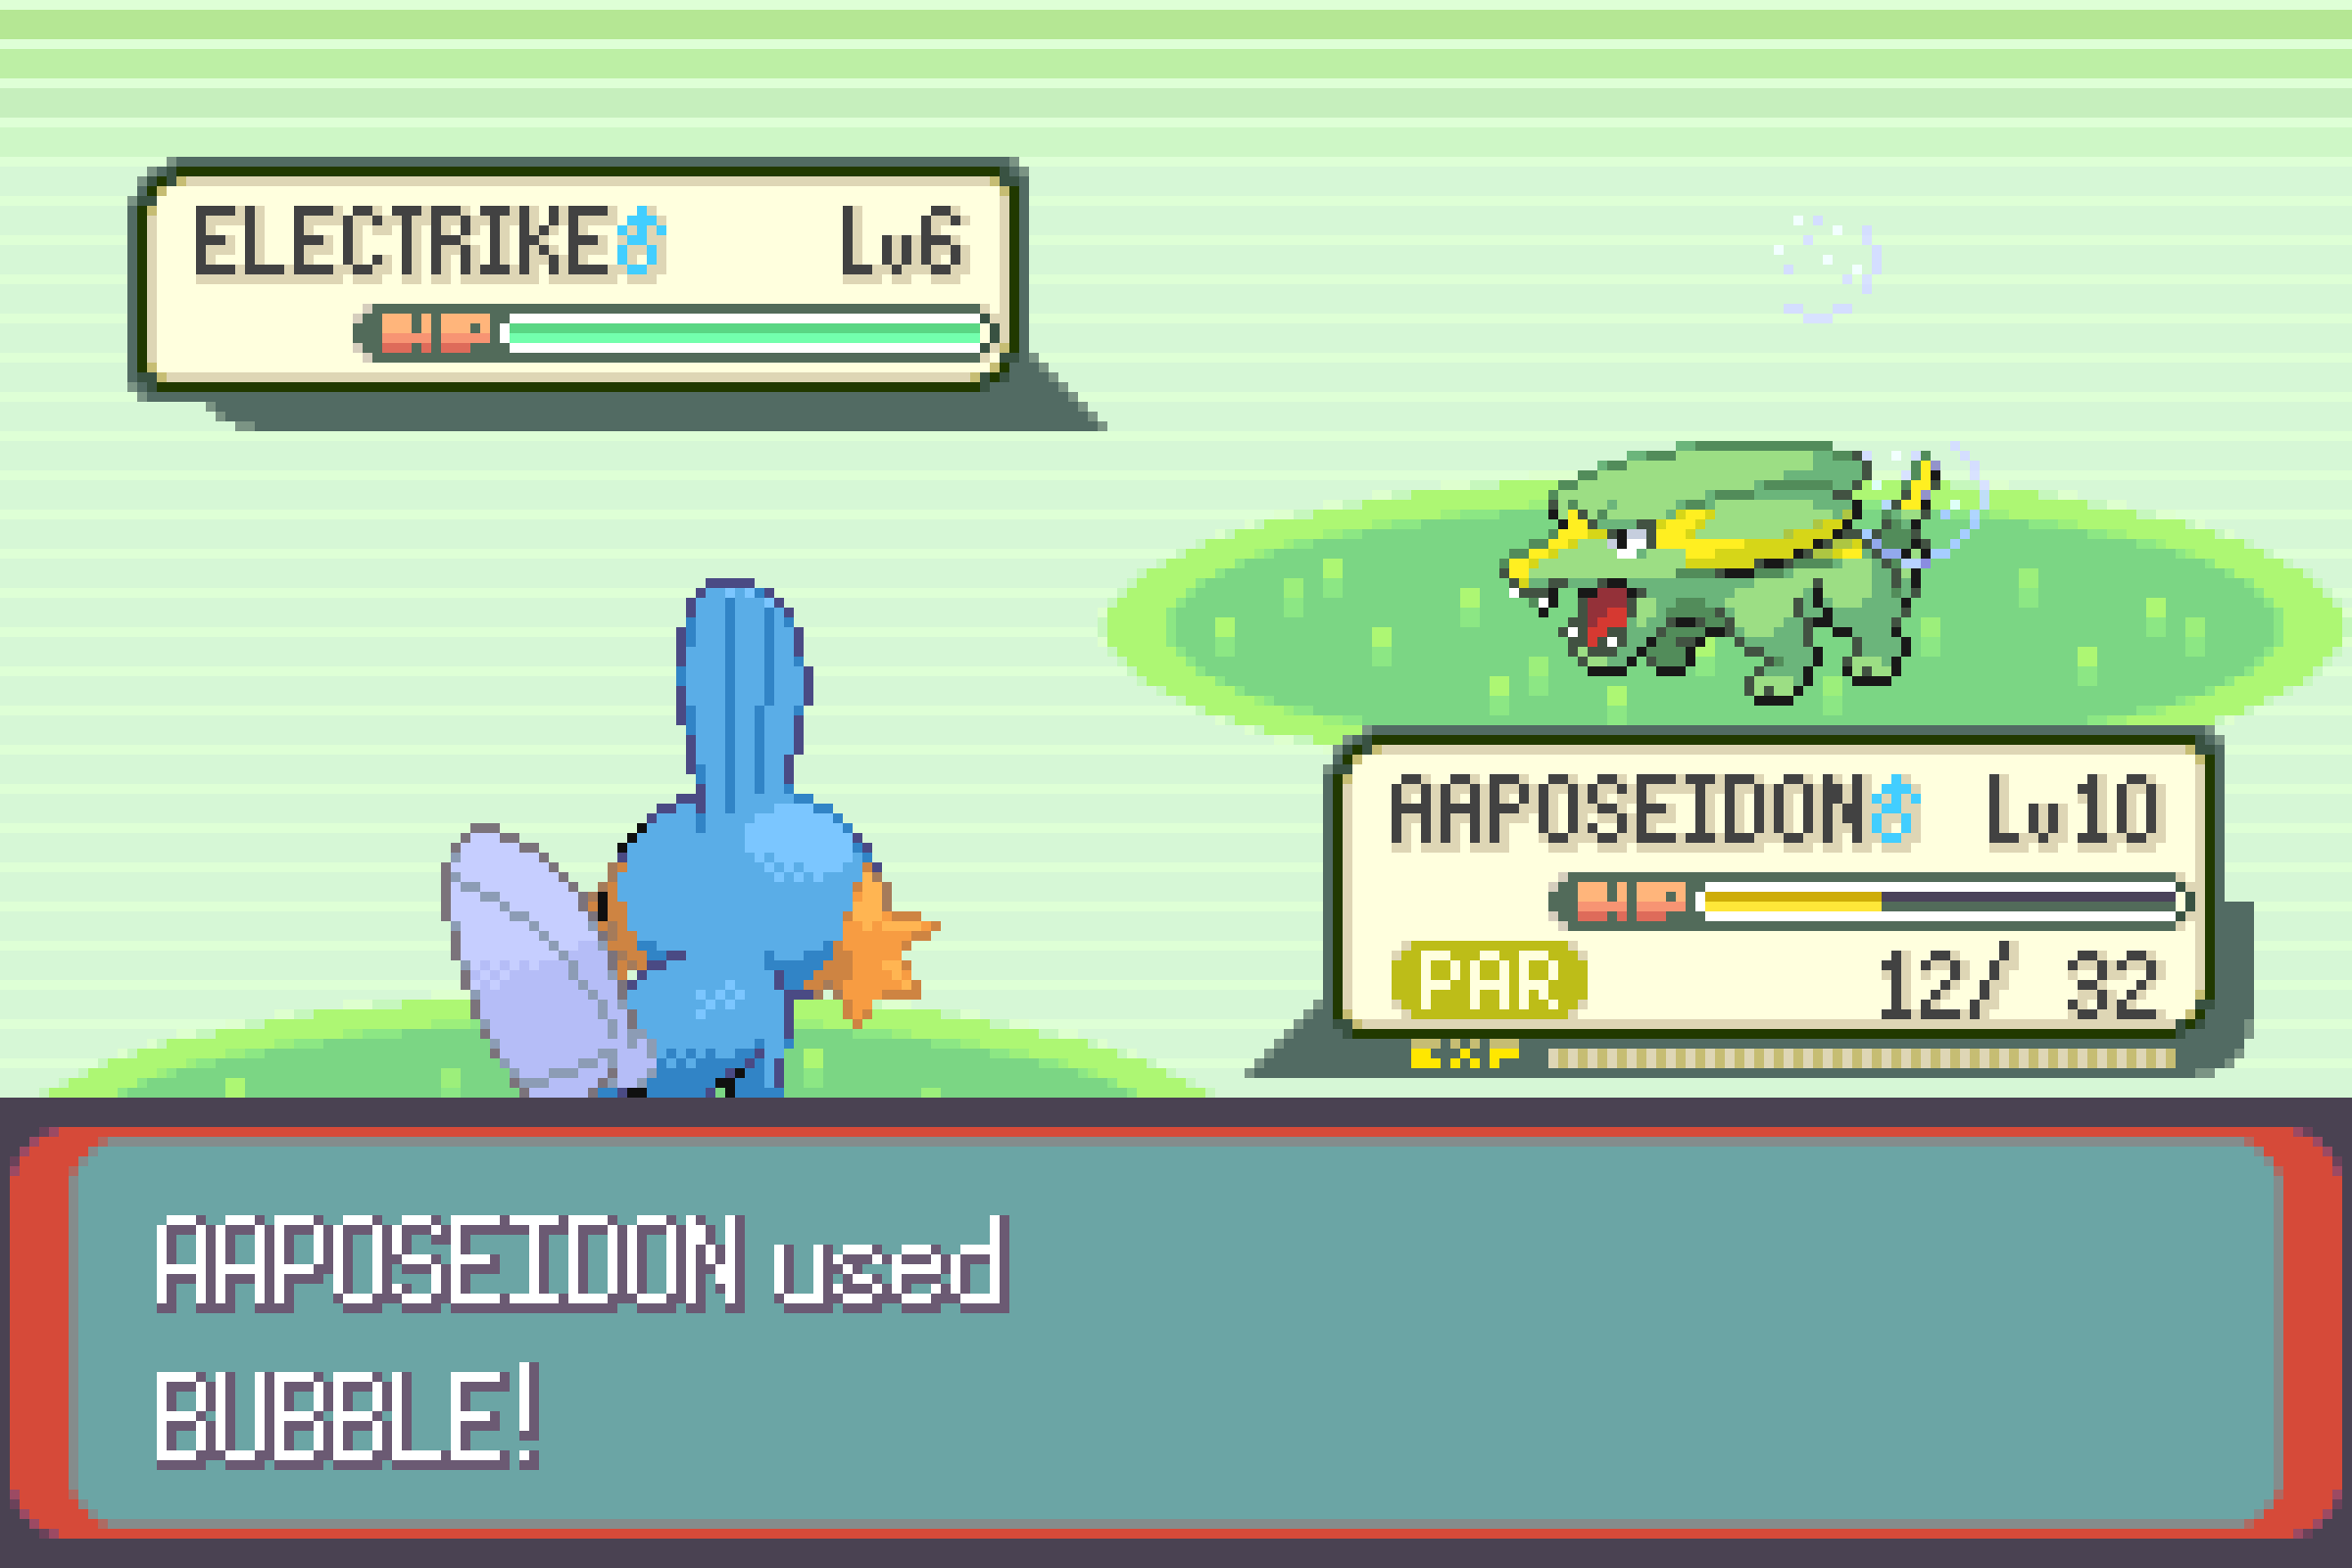 ELECTRIKE♂ Lv6
HP
AAPOSEIDON♂ Lv10
HP
PAR 12/ 32
EXP
AAPOSEIDON used
BUBBLE!